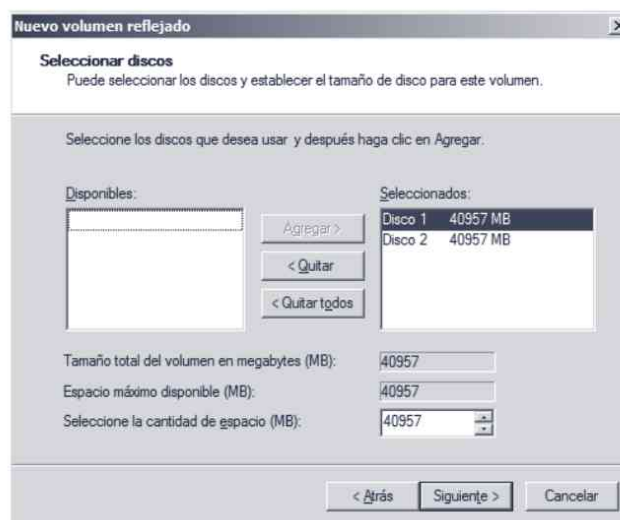 Nuevo volumen reflejado
Seleccionar discos
Puede seleccionar los discos y establecer el tamaño de disco para este volumen.
Seleccione los discos que desea usar y después haga clic en Agregar.
Disponibles:
Seleccionados:
Agregar >
< Quitar
< Quitar todos
Disco 1 40957 MB
Disco 2 40957 MB
Tamaño total del volumen en megabytes (MB): 40957
Espacio máximo disponible (MB): 40957
Seleccione la cantidad de espacio (MB): 40957
< Atrás Siguiente > Cancelar